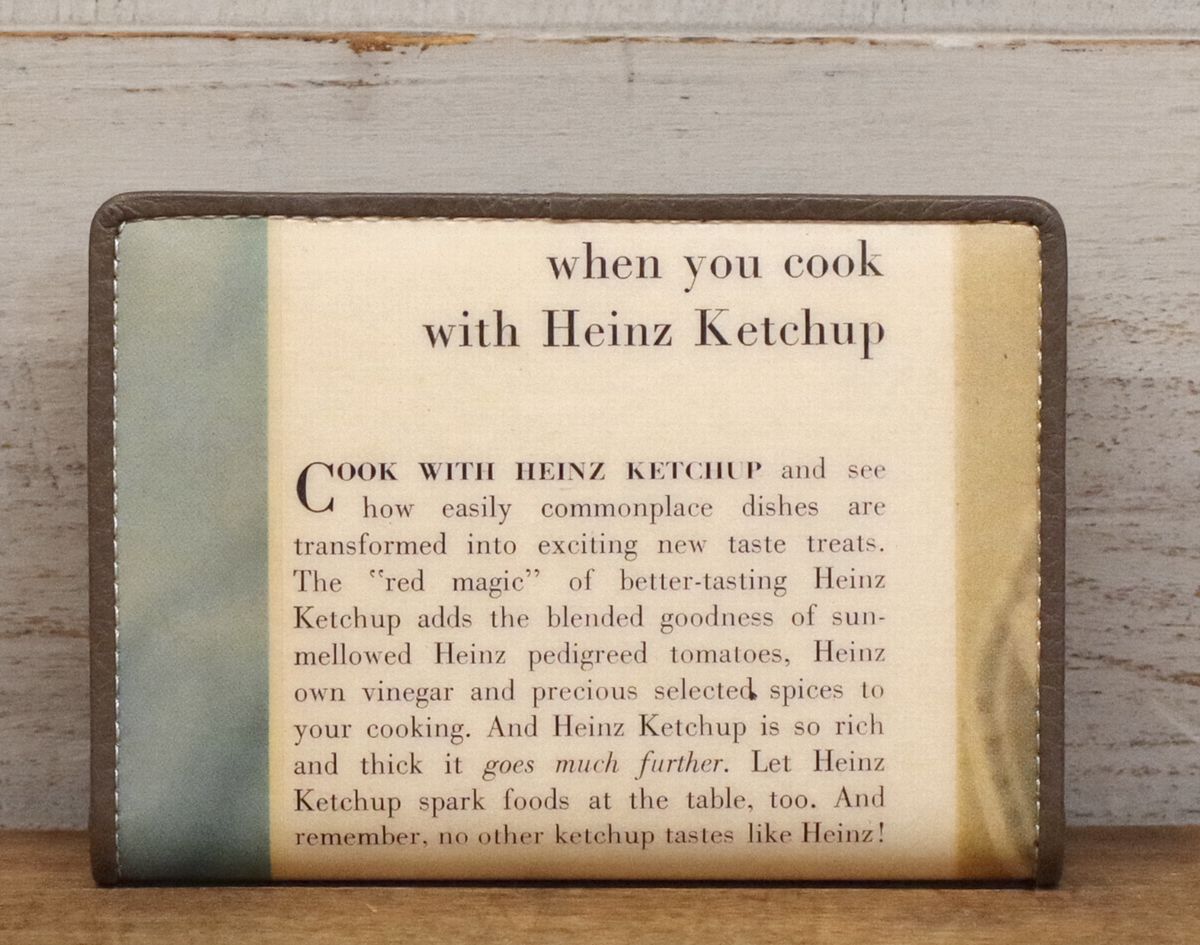 when you cook
with Heinz Ketchup
COOK WITH HEINZ KETCHUP and see
how easily commonplace dishes are
transformed into exciting new taste treats.
The "red magic" of better-tasting Heinz
Ketchup adds the blended goodness of sun-
mellowed Heinz pedigreed tomatoes, Heinz
own vinegar and precious selected spices to
your cooking. And Heinz Ketchup is so rich
and thick it goes much further. Let Heinz
Ketchup spark foods at the table, too. And
remember, no other ketchup tastes like Heinz!